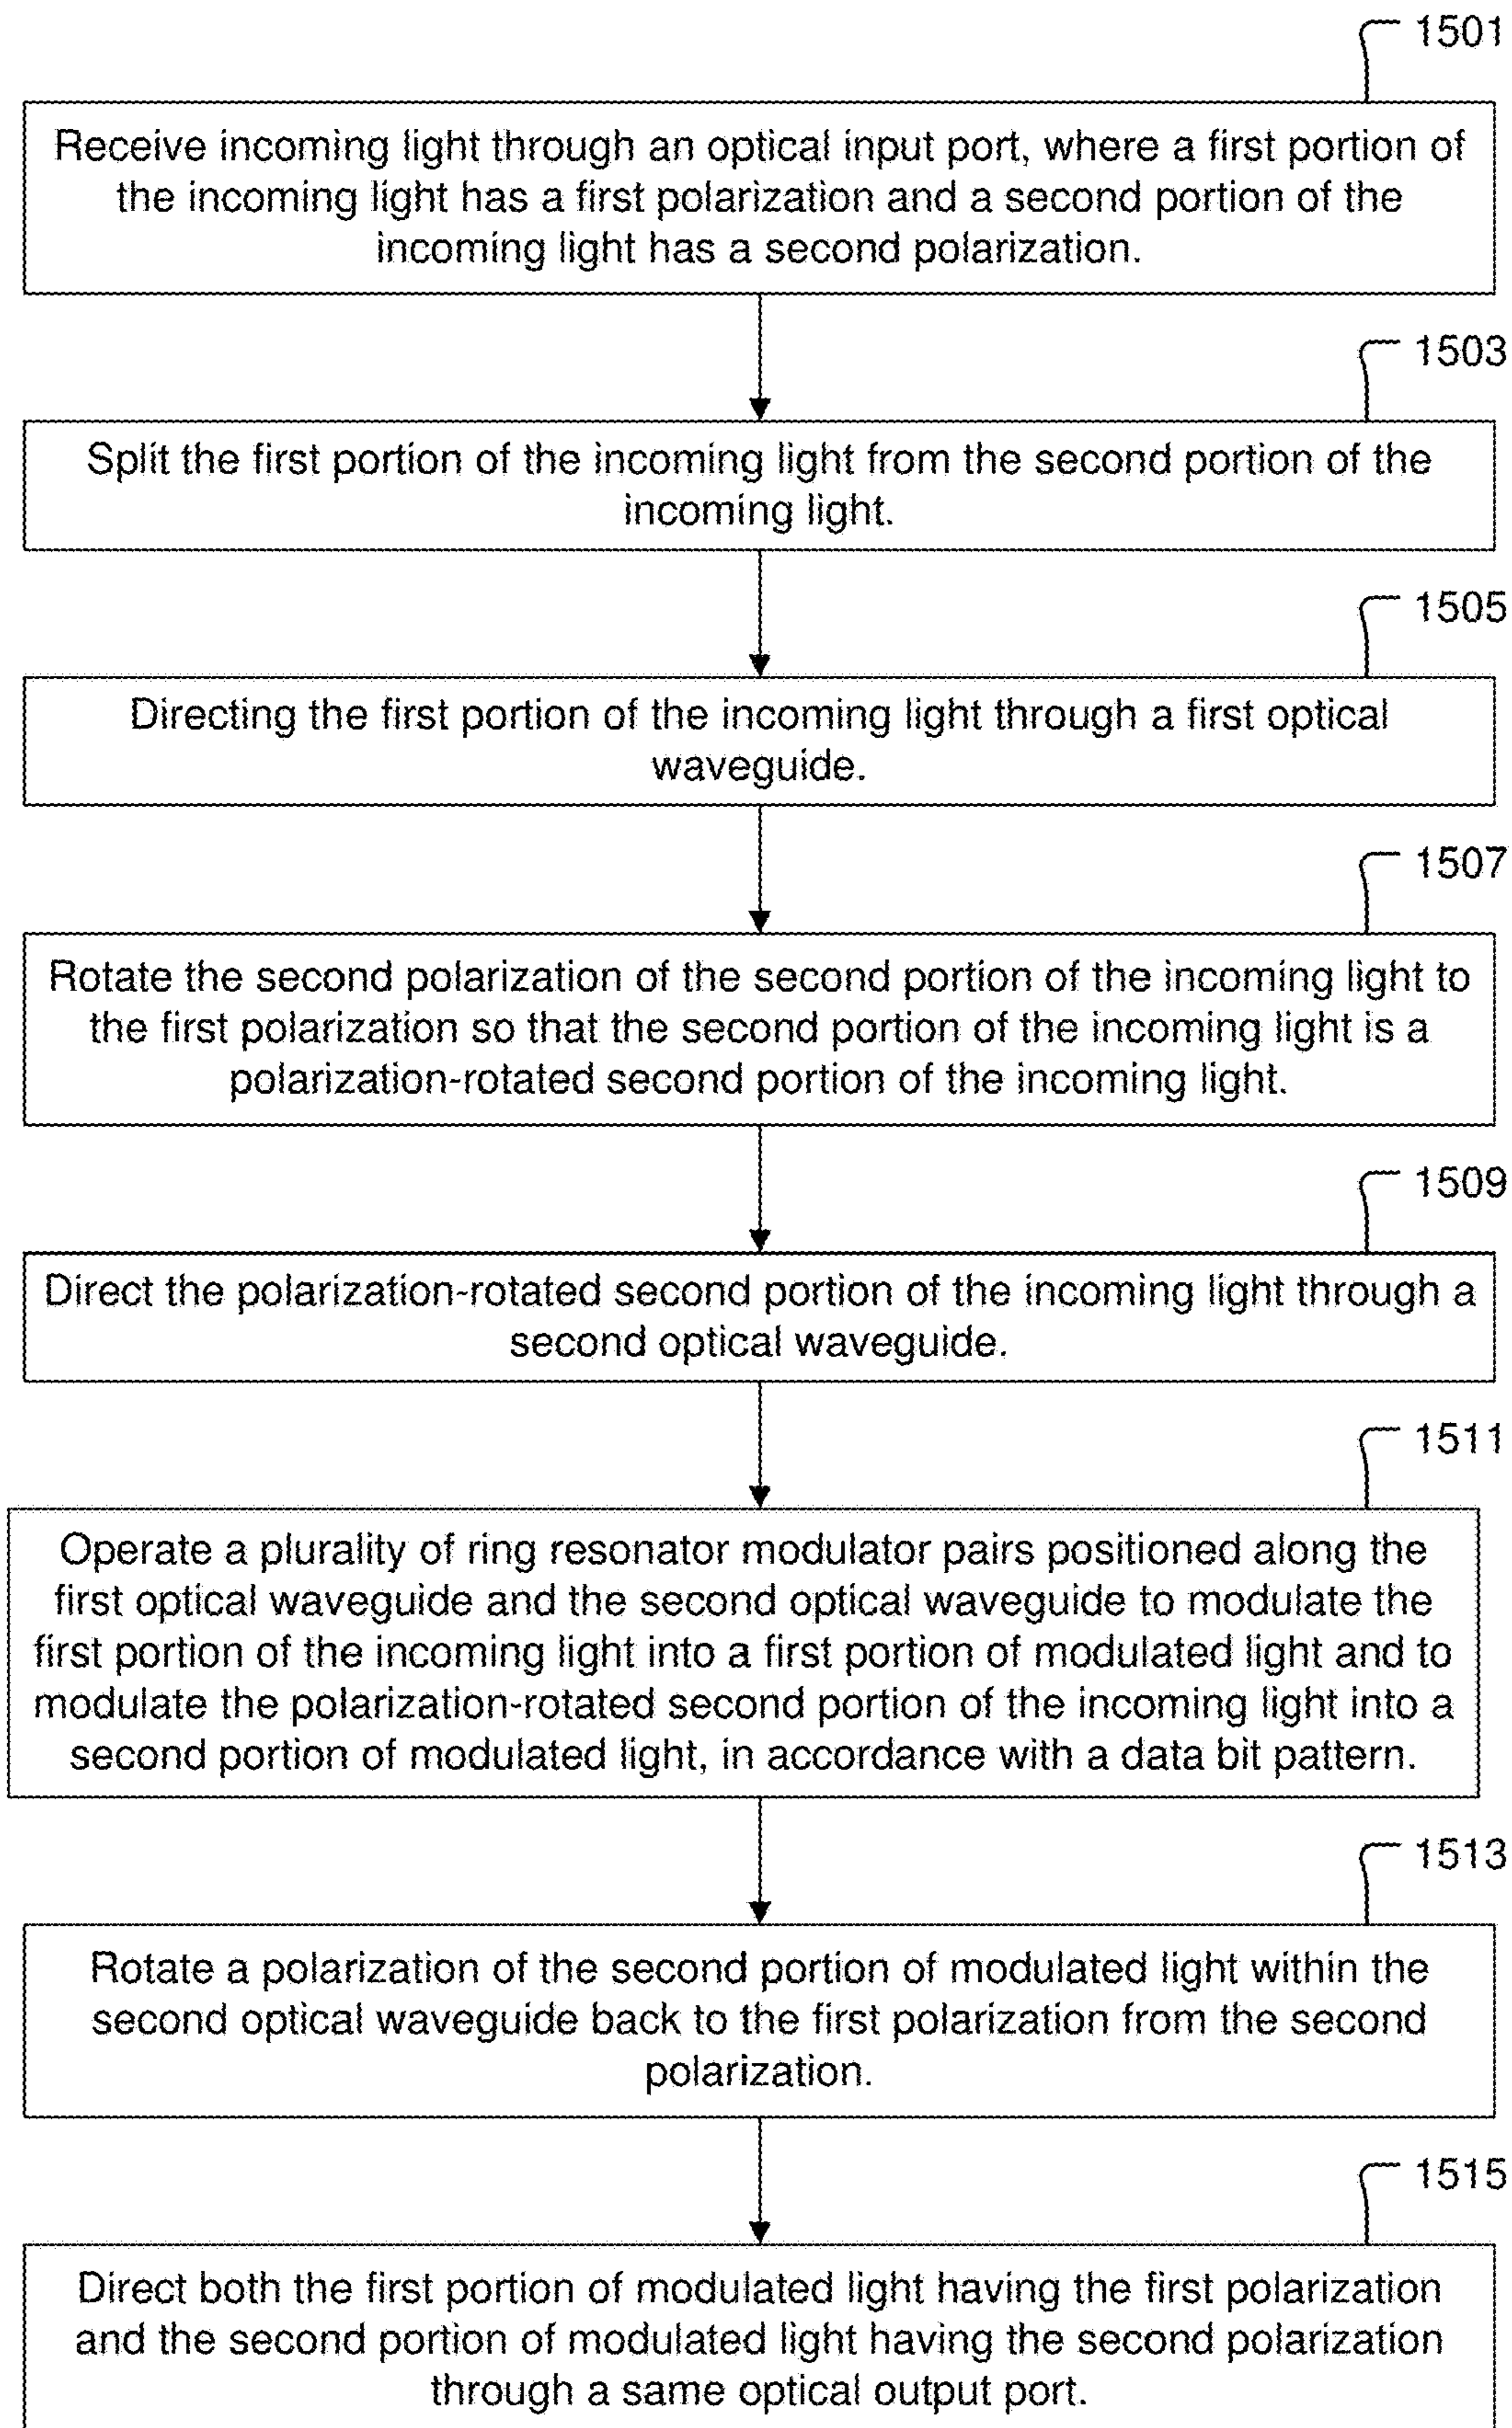 1501
Receive incoming light through an optical input port, where a first portion of
the incoming light has a first polarization and a second portion of the
incoming light has a second polarization.
1503
Split the first portion of the incoming light from the second portion of the
incoming light.
1505
Directing the first portion of the incoming light through a first optical
waveguide.
1507
Rotate the second polarization of the second portion of the incoming light to
the first polarization so that the second portion of the incoming light is a
polarization-rotated second portion of the incoming light.
1509
Direct the polarization-rotated second portion of the incoming light through a
second optical waveguide.
1511
Operate a plurality of ring resonator modulator pairs positioned along the
first optical waveguide and the second optical waveguide to modulate the
first portion of the incoming light into a first portion of modulated light and to
modulate the polarization-rotated second portion of the incoming light into a
second portion of modulated light, in accordance with a data bit pattern.
1513
Rotate a polarization of the second portion of modulated light within the
second optical waveguide back to the first polarization from the second
polarization.
1515
Direct both the first portion of modulated light having the first polarization
and the second portion of modulated light having the second polarization
through a same optical output port.